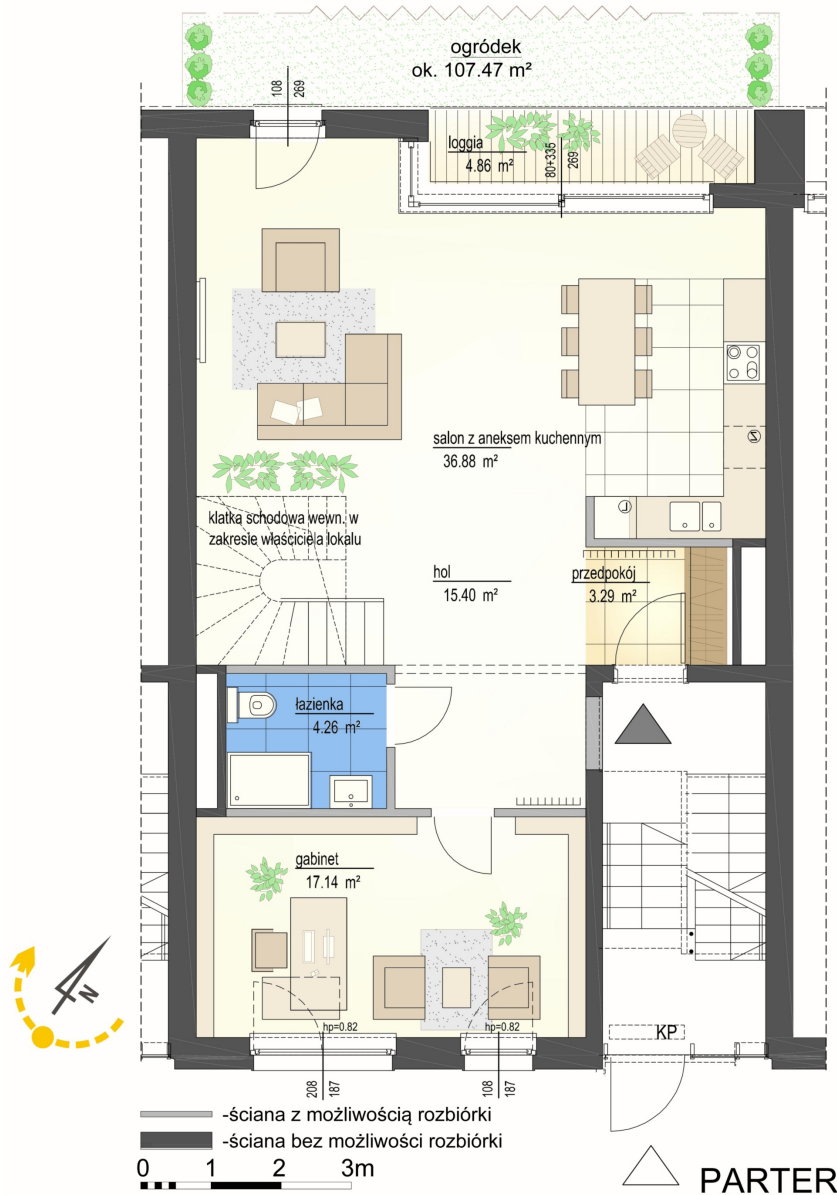 ogródek
ok. 107.47 m²
108
269
loggia
4.86 m²
80+335
269
salon z aneksem kuchennym
36.88 m²
Z
L
klatka schodowa wewn. w
zakresie właściciela lokalu
hol
15.40 m²
przedpokój
3.29 m²
łazienka
4.26 m²
gabinet
17.14 m²
N
hp=0.82
hp=0.82
KP
208
187
108
187
-ściana z możliwością rozbiórki
-ściana bez możliwości rozbiórki
0 1 2 3m
PARTER